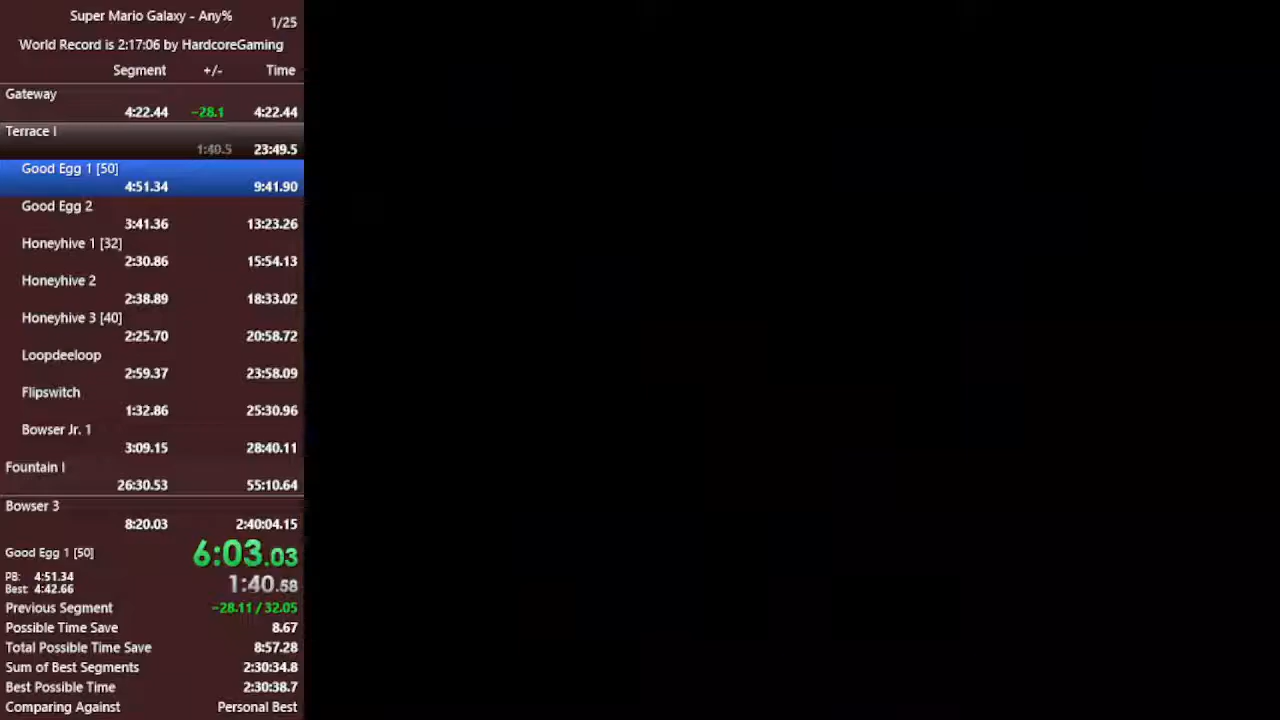 Super Mario Galaxy - Any%
1/25
World Record is 2:17:06 by HardcoreGaming
Segment +/- Time
Gateway
4:22.44 −28.1 4:22.44
Terrace I
1:40.5 23:49.5
Good Egg 1 [50]
4:51.34 9:41.90
Good Egg 2
3:41.36 13:23.26
Honeyhive 1 [32]
2:30.86 15:54.13
Honeyhive 2
2:38.89 18:33.02
Honeyhive 3 [40]
2:25.70 20:58.72
Loopdeeloop
2:59.37 23:58.09
Flipswitch
1:32.86 25:30.96
Bowser Jr. 1
3:09.15 28:40.11
Fountain I
26:30.53 55:10.64
Bowser 3
8:20.03 2:40:04.15
Good Egg 1 [50] 6:03.03
PB: 4:51.34
Best: 4:42.66
1:40.58
Previous Segment −28.11 / 32.05
Possible Time Save 8.67
Total Possible Time Save 8:57.28
Sum of Best Segments 2:30:34.8
Best Possible Time 2:30:38.7
Comparing Against Personal Best